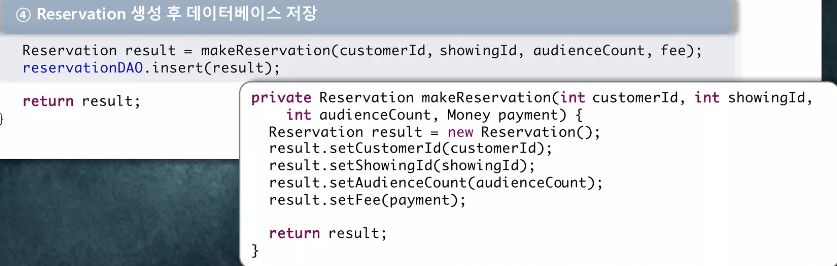 ④ Reservation 생성 후 데이터베이스 저장
Reservation result = makeReservation(customerId, showingId, audienceCount, fee);
reservationDAO.insert(result);
return result;
}
private Reservation makeReservation(int customerId, int showingId,
int audienceCount, Money payment) {
Reservation result = new Reservation();
result.setCustomerId(customerId);
result.setShowingId(showingId);
result.setAudienceCount(audienceCount);
result.setFee(payment);
return result;
}